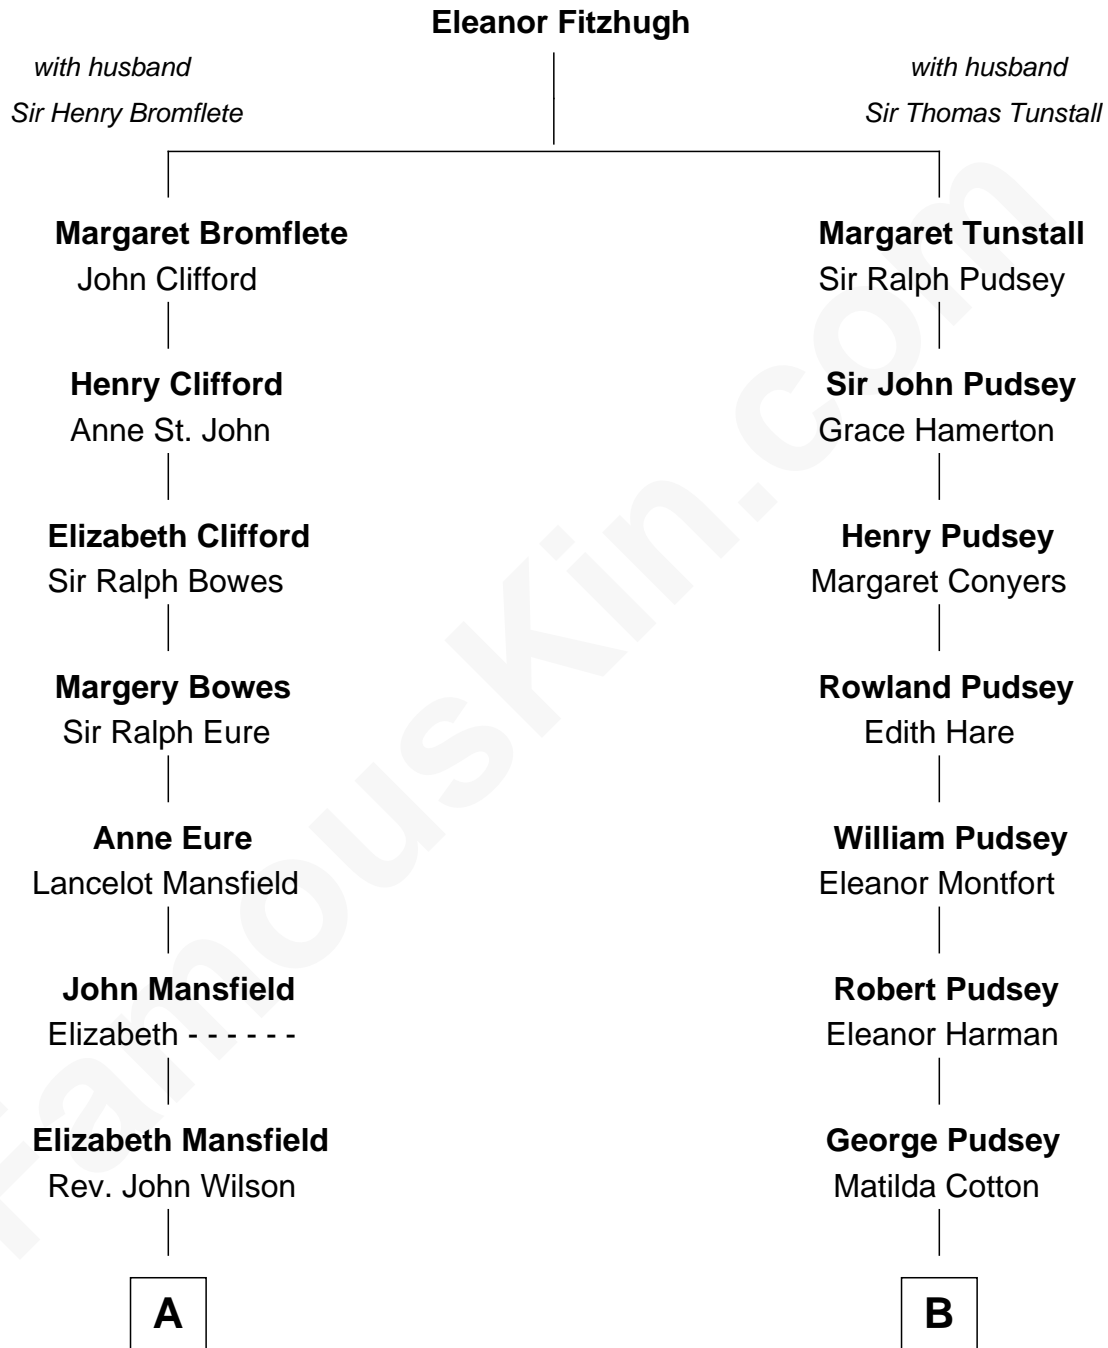 Eleanor Fitzhugh
with husband
Sir Henry Bromflete
with husband
Sir Thomas Tunstall
Margaret Bromflete
John Clifford
Margaret Tunstall
Sir Ralph Pudsey
Henry Clifford
Anne St. John
Sir John Pudsey
Grace Hamerton
Elizabeth Clifford
Sir Ralph Bowes
Henry Pudsey
Margaret Conyers
Margery Bowes
Sir Ralph Eure
Rowland Pudsey
Edith Hare
Anne Eure
Lancelot Mansfield
William Pudsey
Eleanor Montfort
John Mansfield
Elizabeth - - - - - -
Robert Pudsey
Eleanor Harman
Elizabeth Mansfield
Rev. John Wilson
George Pudsey
Matilda Cotton
A
B
FamousKin.com